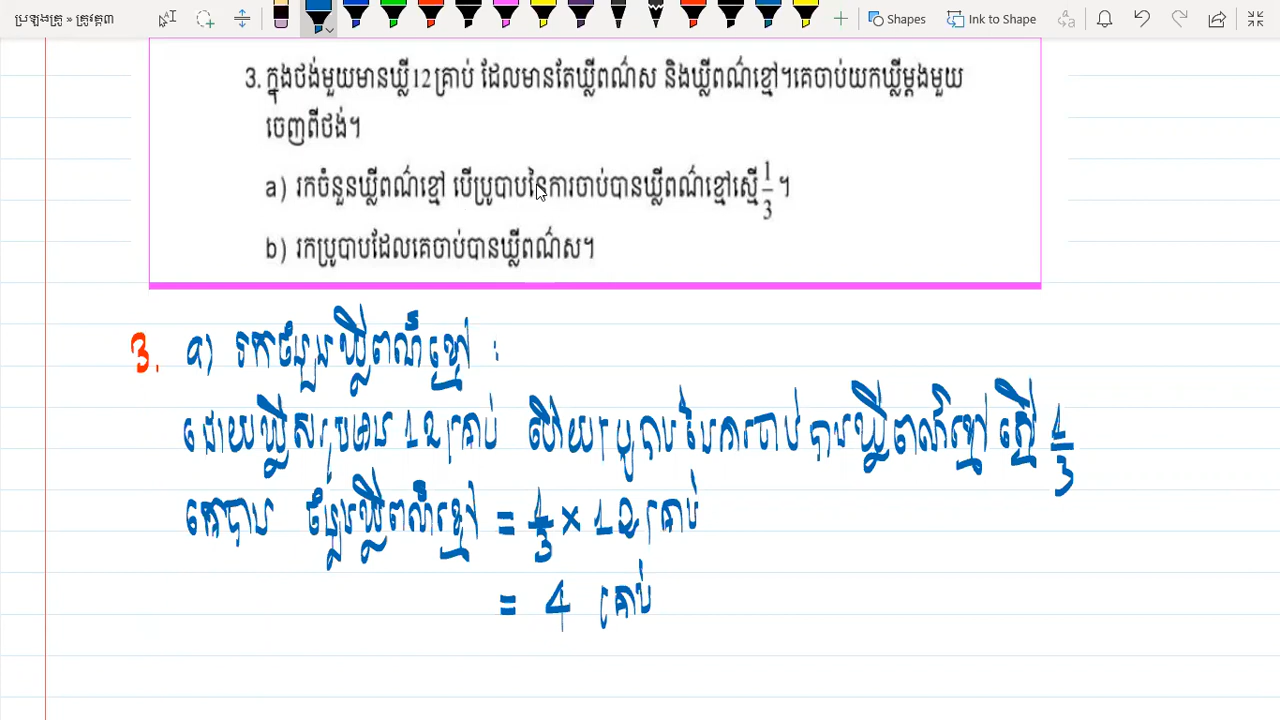 ប្រឡងគ្រូ » គ្រូវគ្គ៣
Shapes
Ink to Shape
3. ក្នុងថង់មួយមានឃ្លី12គ្រាប់ ដែលមានតែឃ្លីពណ៌ស និងឃ្លីពណ៌ខ្មៅ។គេចាប់យកឃ្លីម្តងមួយ
ចេញពីថង់។
a) រកចំនួនឃ្លីពណ៌ខ្មៅ បើប្រូបាបនៃការចាប់បានឃ្លីពណ៌ខ្មៅស្មើ 1/3 ។
b) រកប្រូបាបដែលគេចាប់បានឃ្លីពណ៌ស។
3. a) រកចំនួនឃ្លីពណ៌ខ្មៅ :
ដោយឃ្លីសរុបមាន 12 គ្រាប់ ហើយប្រូបាបនៃការចាប់បានឃ្លីពណ៌ខ្មៅ ស្មើ 1/3
គេបាន ចំនួនឃ្លីពណ៌ខ្មៅ = 1/3 × 12 គ្រាប់
= 4 គ្រាប់